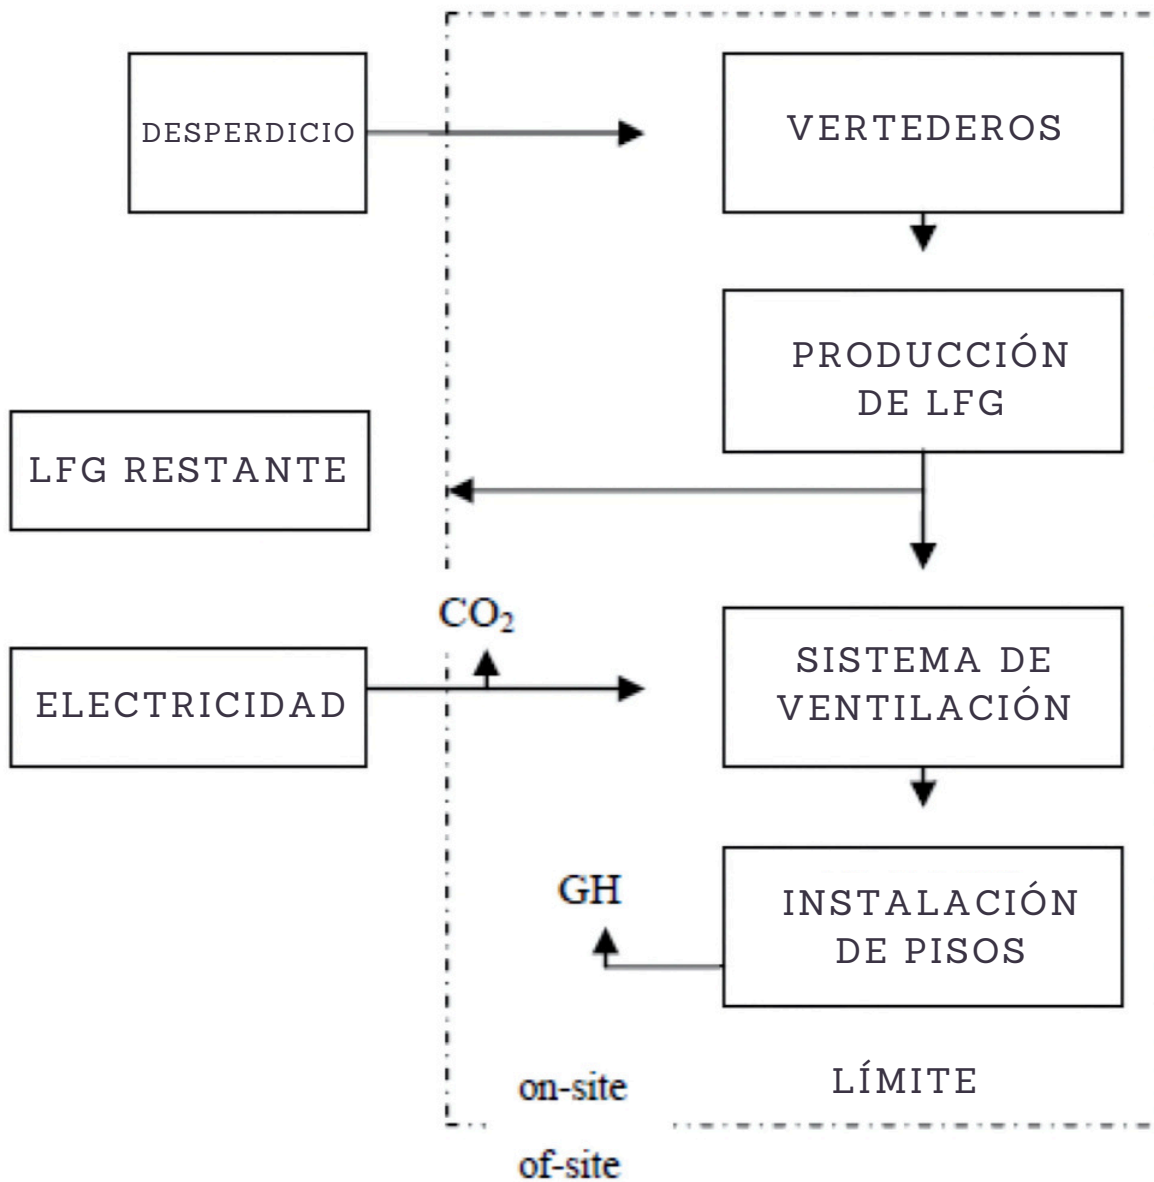 DESPERDICIO
VERTEDEROS
PRODUCCIÓN
DE LFG
LFG RESTANTE
CO₂
ELECTRICIDAD
SISTEMA DE
VENTILACIÓN
GH
INSTALACIÓN
DE PISOS
on-site
LÍMITE
of-site